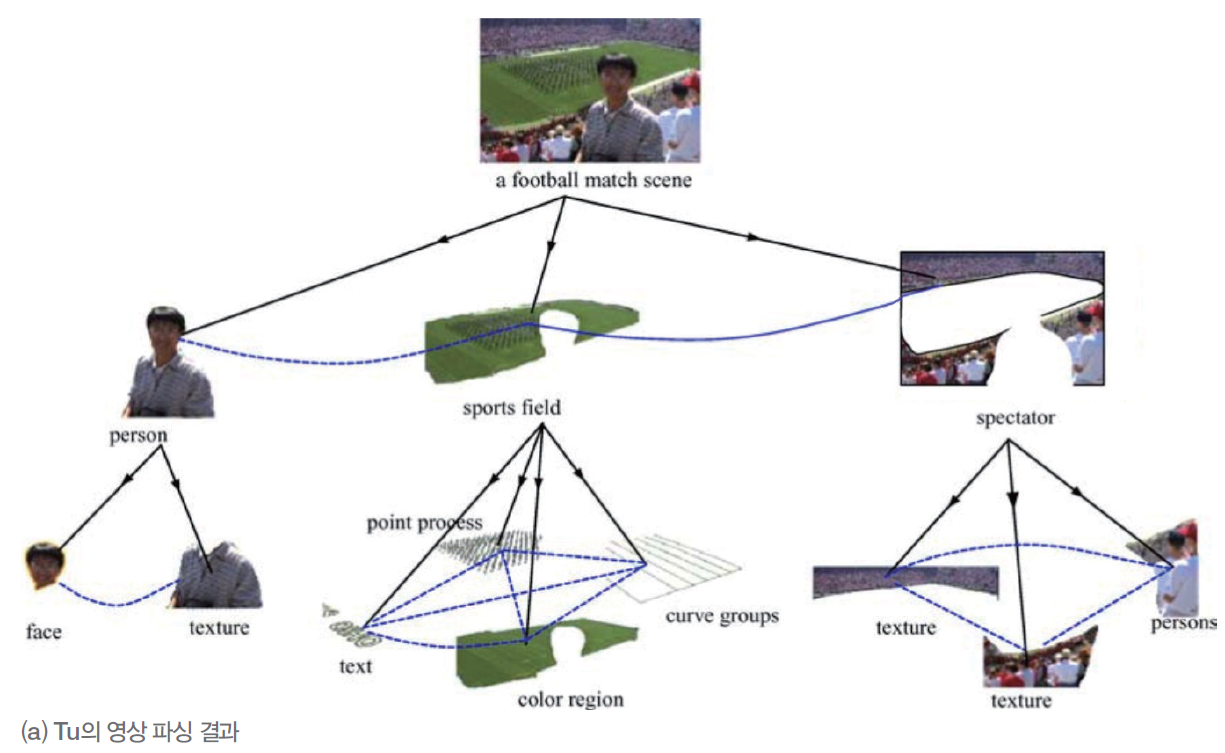 a football match scene
sports field
spectator
person
point process
curve groups
face
texture
text
texture
persons
color region
texture
(a) Tu의 영상 파싱 결과